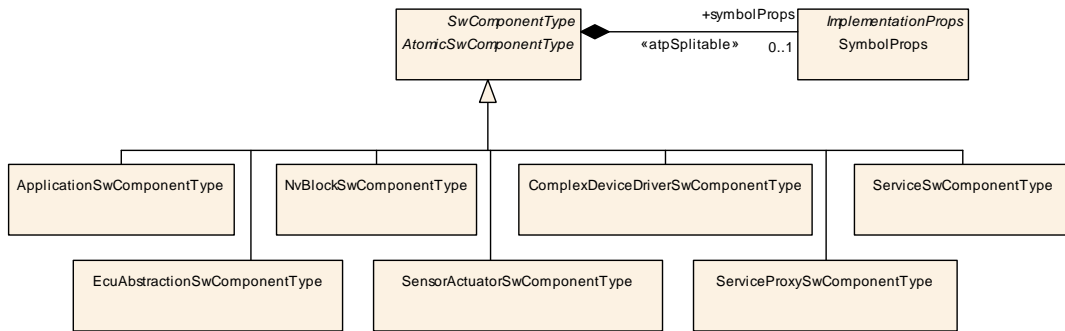 SwComponentType
AtomicSwComponentType
+symbolProps
«atpSplitable»
0..1
ImplementationProps
SymbolProps
ApplicationSwComponentType
NvBlockSwComponentType
ComplexDeviceDriverSwComponentType
ServiceSwComponentType
EcuAbstractionSwComponentType
SensorActuatorSwComponentType
ServiceProxySwComponentType